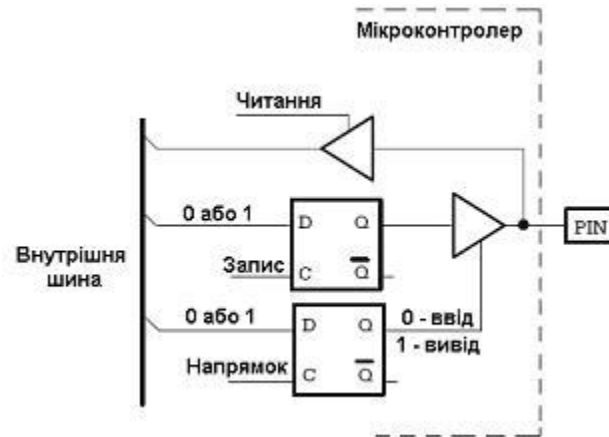 Мікроконтролер
Читання
0 або 1
D Q
PIN
Внутрішня
шина
Запис
C Q
0 або 1
D Q
0 - ввід
1 - вивід
Напрямок
C Q